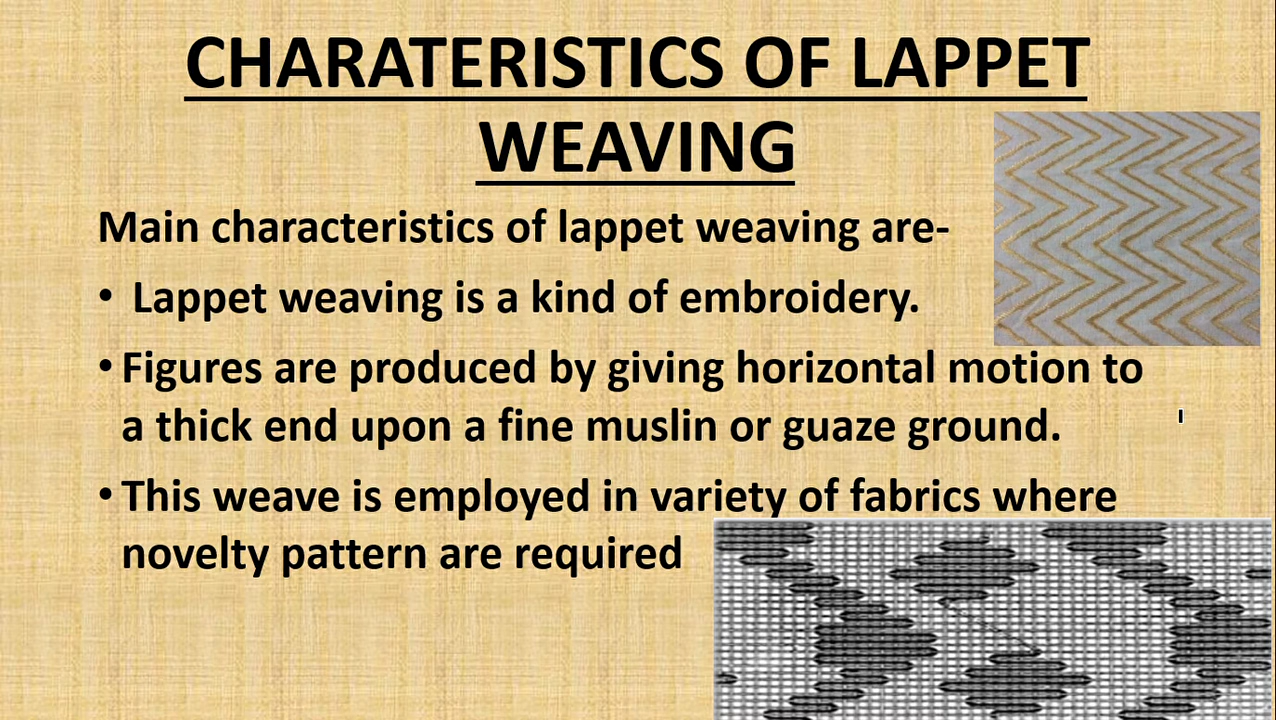 CHARATERISTICS OF LAPPET
WEAVING
Main characteristics of lappet weaving are-
• Lappet weaving is a kind of embroidery.
• Figures are produced by giving horizontal motion to
a thick end upon a fine muslin or guaze ground.
• This weave is employed in variety of fabrics where
novelty pattern are required